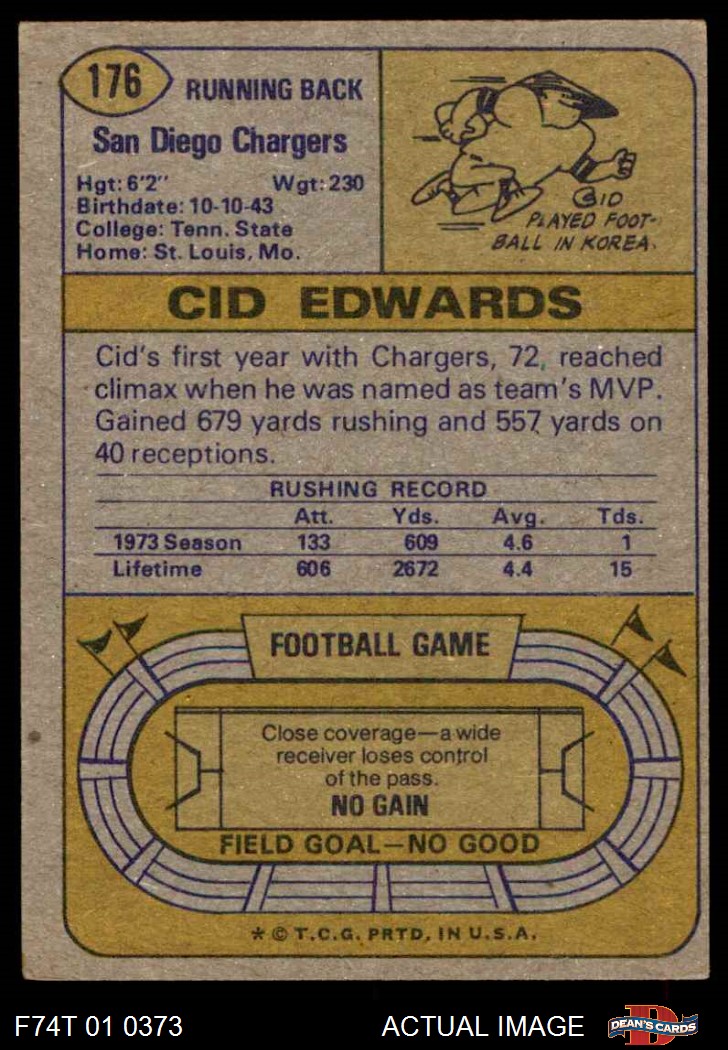 176
RUNNING BACK
San Diego Chargers
Hgt: 6'2" Wgt: 230
Birthdate: 10-10-43
College: Tenn. State
Home: St. Louis, Mo.
CID
PLAYED FOOT-
BALL IN KOREA.
CID EDWARDS
Cid's first year with Chargers, 72, reached
climax when he was named as team's MVP.
Gained 679 yards rushing and 557 yards on
40 receptions.
RUSHING RECORD
Att. Yds. Avg. Tds.
1973 Season 133 609 4.6 1
Lifetime 606 2672 4.4 15
FOOTBALL GAME
Close coverage—a wide
receiver loses control
of the pass.
NO GAIN
FIELD GOAL—NO GOOD
* © T.C.G. PRTD. IN U.S.A.
F74T 01 0373 ACTUAL IMAGE D DEAN'S CARDS